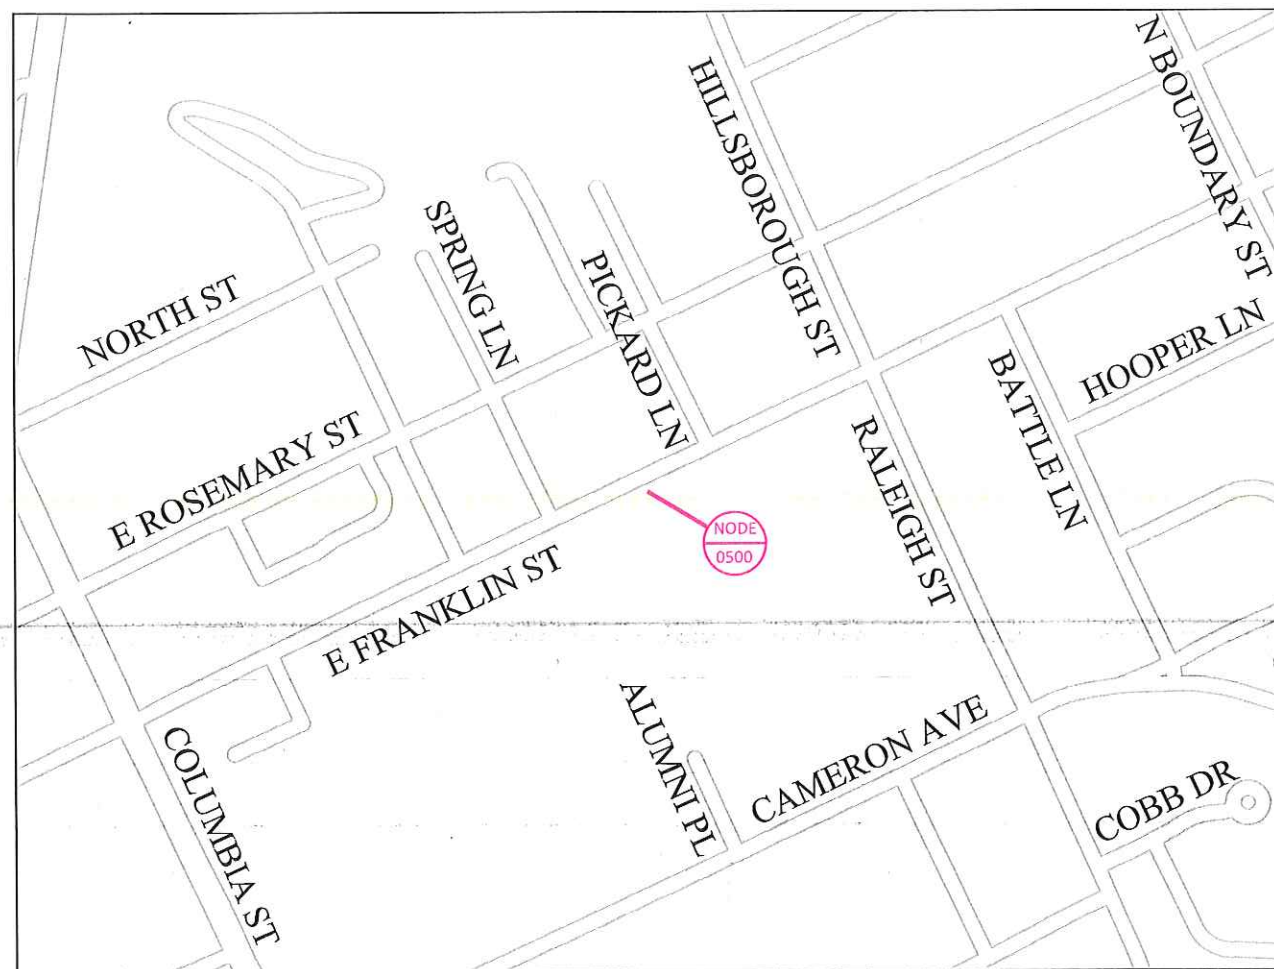 N BOUNDARY ST
HILLSBOROUGH ST
SPRING LN
PICKARD LN
NORTH ST
HOOPER LN
BATTLE LN
E ROSEMARY ST
RALEIGH ST
NODE
0500
E FRANKLIN ST
ALUMNI PL
CAMERON AVE
COLUMBIA ST
COBB DR